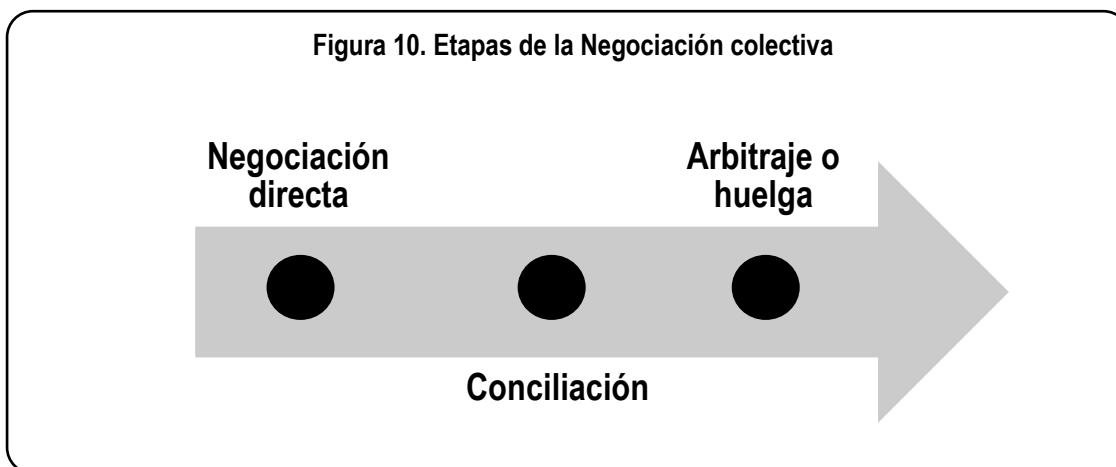 Figura 10. Etapas de la Negociación colectiva
Negociación
directa
Arbitraje o
huelga
Conciliación